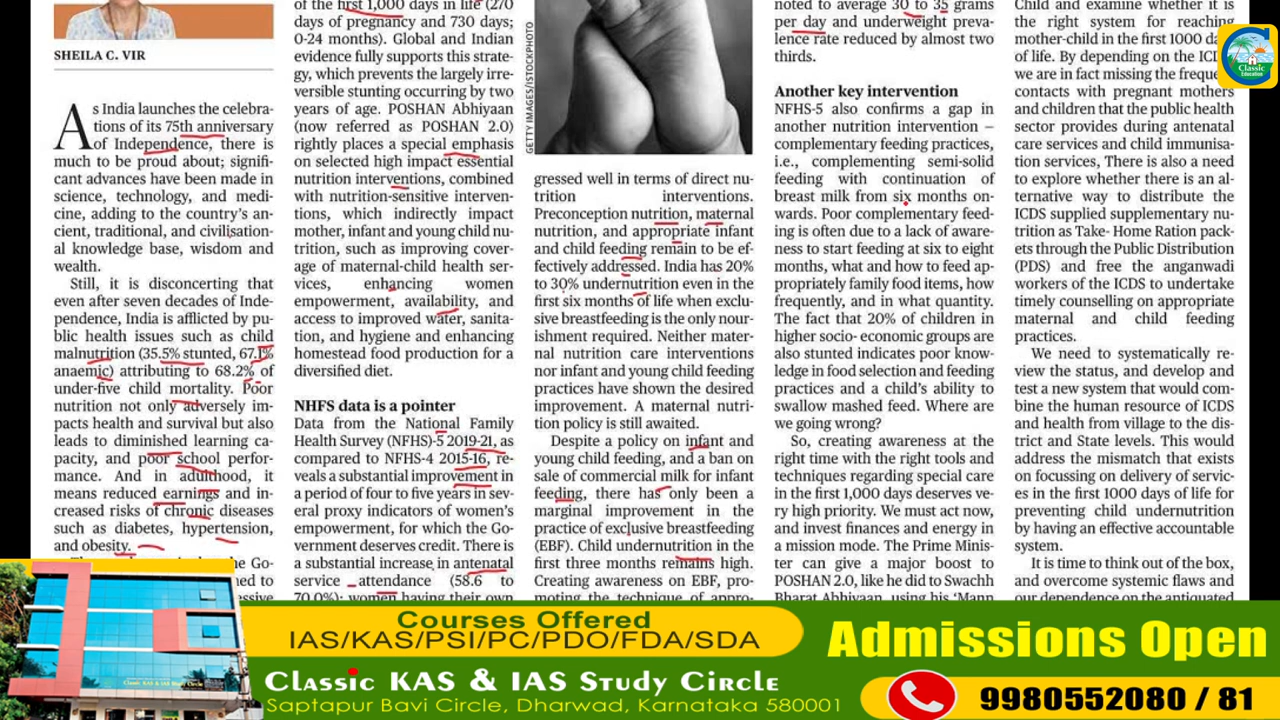 SHEILA C. VIR
As India launches the celebra-
tions of its 75th anniversary
of Independence, there is
much to be proud about; signifi-
cant advances have been made in
science, technology, and medi-
cine, adding to the country's an-
cient, traditional, and civilisation-
al knowledge base, wisdom and
wealth.
Still, it is disconcerting that
even after seven decades of Inde-
pendence, India is afflicted by pu-
blic health issues such as child
malnutrition (35.5% stunted, 67.1%
anaemic) attributing to 68.2% of
under-five child mortality. Poor
nutrition not only adversely im-
pacts health and survival but also
leads to diminished learning ca-
pacity, and poor school perfor-
mance. And in adulthood, it
means reduced earnings and in-
creased risks of chronic diseases
such as diabetes, hypertension,
and obesity.
of the first 1,000 days in life (270
days of pregnancy and 730 days;
0-24 months). Global and Indian
evidence fully supports this strate-
gy, which prevents the largely irre-
versible stunting occurring by two
years of age. POSHAN Abhiyaan
(now referred as POSHAN 2.0)
rightly places a special emphasis
on selected high impact essential
nutrition interventions, combined
with nutrition-sensitive interven-
tions, which indirectly impact
mother, infant and young child nu-
trition, such as improving cover-
age of maternal-child health ser-
vices, enhancing women
empowerment, availability, and
access to improved water, sanita-
tion, and hygiene and enhancing
homestead food production for a
diversified diet.
NHFS data is a pointer
Data from the National Family
Health Survey (NFHS)-5 2019-21, as
compared to NFHS-4 2015-16, re-
veals a substantial improvement in
a period of four to five years in sev-
eral proxy indicators of women's
empowerment, for which the Go-
vernment deserves credit. There is
a substantial increase in antenatal
service attendance (58.6 to
70.0%); women having their own
GETTY IMAGES/ISTOCKPHOTO
gressed well in terms of direct nu-
trition interventions.
Preconception nutrition, maternal
nutrition, and appropriate infant
and child feeding remain to be ef-
fectively addressed. India has 20%
to 30% undernutrition even in the
first six months of life when exclu-
sive breastfeeding is the only nour-
ishment required. Neither mater-
nal nutrition care interventions
nor infant and young child feeding
practices have shown the desired
improvement. A maternal nutri-
tion policy is still awaited.
Despite a policy on infant and
young child feeding, and a ban on
sale of commercial milk for infant
feeding, there has only been a
marginal improvement in the
practice of exclusive breastfeeding
(EBF). Child undernutrition in the
first three months remains high.
Creating awareness on EBF, pro-
moting the technique of appro-
noted to average 30 to 35 grams
per day and underweight preva-
lence rate reduced by almost two
thirds.
Another key intervention
NFHS-5 also confirms a gap in
another nutrition intervention –
complementary feeding practices,
i.e., complementing semi-solid
feeding with continuation of
breast milk from six months on-
wards. Poor complementary feed-
ing is often due to a lack of aware-
ness to start feeding at six to eight
months, what and how to feed ap-
propriately family food items, how
frequently, and in what quantity.
The fact that 20% of children in
higher socio- economic groups are
also stunted indicates poor know-
ledge in food selection and feeding
practices and a child's ability to
swallow mashed feed. Where are
we going wrong?
So, creating awareness at the
right time with the right tools and
techniques regarding special care
in the first 1,000 days deserves ve-
ry high priority. We must act now,
and invest finances and energy in
a mission mode. The Prime Minis-
ter can give a major boost to
POSHAN 2.0, like he did to Swachh
Bharat Abhiyaan, using his 'Mann
Child and examine whether it is
the right system for reaching
mother-child in the first 1000
of life. By depending on the
we are in fact missing the
contacts with pregnant mothers
and children that the public health
sector provides during antenatal
care services and child immunisa-
tion services, There is also a need
to explore whether there is an al-
ternative way to distribute the
ICDS supplied supplementary nu-
trition as Take- Home Ration pack-
ets through the Public Distribution
(PDS) and free the anganwadi
workers of the ICDS to undertake
timely counselling on appropriate
maternal and child feeding
practices.
We need to systematically re-
view the status, and develop and
test a new system that would com-
bine the human resource of ICDS
and health from village to the dis-
trict and State levels. This would
address the mismatch that exists
on focussing on delivery of servic-
es in the first 1000 days of life for
preventing child undernutrition
by having an effective accountable
system.
It is time to think out of the box,
and overcome systemic flaws and
our dependence on the antiquated
Classic
Education
Courses Offered
IAS/KAS/PSI/PC/PDO/FDA/SDA
Classic KAS & IAS Study Circle
Saptapur Bavi Circle, Dharwad, Karnataka 580001
Admissions Open
9980552080 / 81